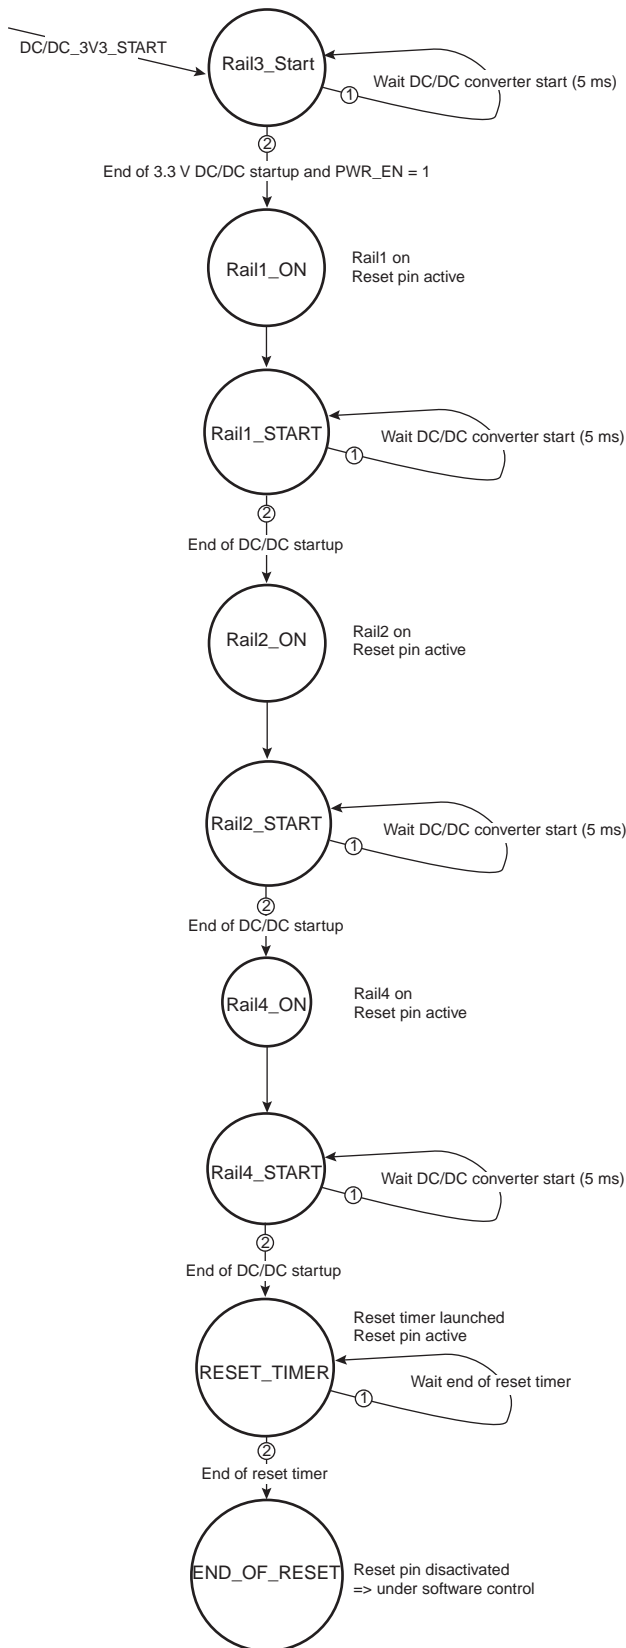 DC/DC_3V3_START
Rail3_Start
Wait DC/DC converter start (5 ms)
1
2
End of 3.3 V DC/DC startup and PWR_EN = 1
Rail1_ON
Rail1 on
Reset pin active
Rail1_START
Wait DC/DC converter start (5 ms)
1
2
End of DC/DC startup
Rail2_ON
Rail2 on
Reset pin active
Rail2_START
Wait DC/DC converter start (5 ms)
1
2
End of DC/DC startup
Rail4_ON
Rail4 on
Reset pin active
Rail4_START
Wait DC/DC converter start (5 ms)
1
2
End of DC/DC startup
Reset timer launched
Reset pin active
RESET_TIMER
Wait end of reset timer
1
2
End of reset timer
END_OF_RESET
Reset pin disactivated
=> under software control